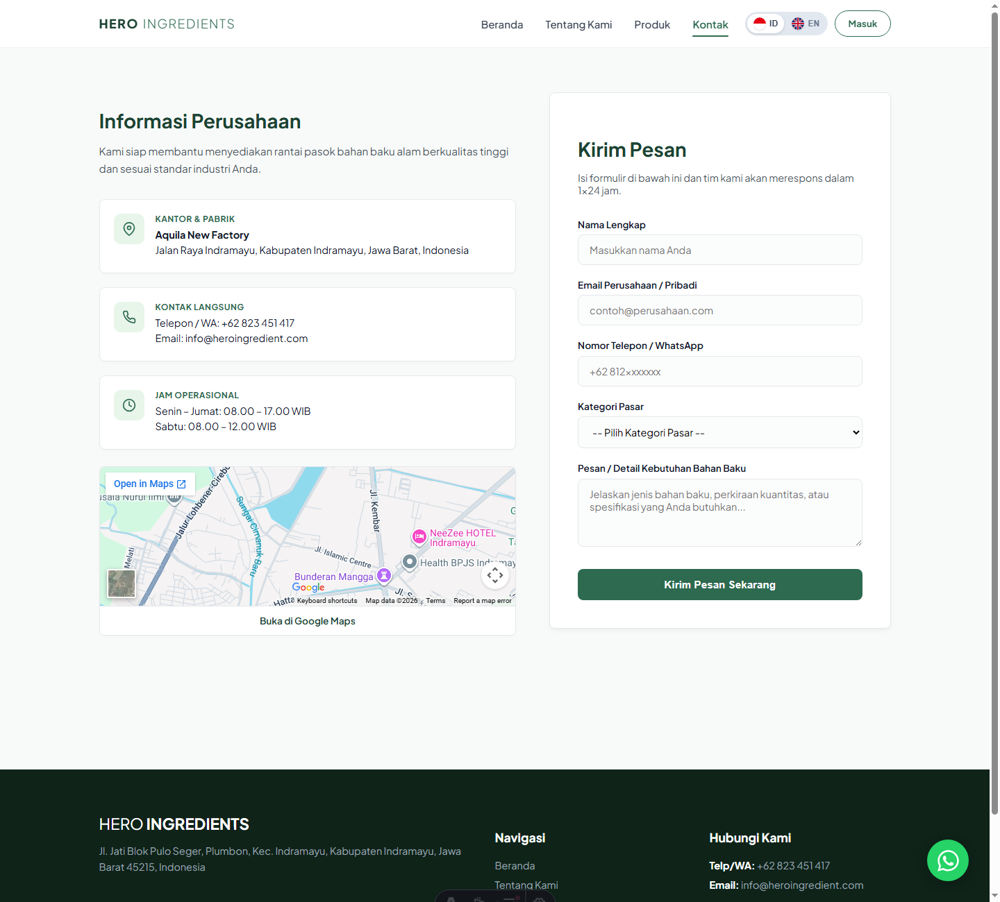 HERO INGREDIENTS
Beranda
Tentang Kami
Produk
Kontak
ID
EN
Masuk
Informasi Perusahaan
Kami siap membantu menyediakan rantai pasok bahan baku alam berkualitas tinggi
dan sesuai standar industri Anda.
KANTOR & PABRIK
Aquila New Factory
Jalan Raya Indramayu, Kabupaten Indramayu, Jawa Barat, Indonesia
KONTAK LANGSUNG
Telepon / WA: +62 823 451 417
Email: info@heroingredient.com
JAM OPERASIONAL
Senin – Jumat: 08.00 – 17.00 WIB
Sabtu: 08.00 – 12.00 WIB
Open in Maps
Nurul Ilmi
Jalur Lohbener-Cirebo
Sungai Cimanuk Baru
Jl. Kembar
NeeZee HOTEL
Indramayu
Jl. Islamic Centre
Health BPJS Indramay
Melati
Bunderan Mangga
Google
Hatta
Keyboard shortcuts
Map data ©2026
Terms
Report a map error
Buka di Google Maps
Kirim Pesan
Isi formulir di bawah ini dan tim kami akan merespons dalam
1×24 jam.
Nama Lengkap
Masukkan nama Anda
Email Perusahaan / Pribadi
contoh@perusahaan.com
Nomor Telepon / WhatsApp
+62 812×xxxxxx
Kategori Pasar
-- Pilih Kategori Pasar --
Pesan / Detail Kebutuhan Bahan Baku
Jelaskan jenis bahan baku, perkiraan kuantitas, atau
spesifikasi yang Anda butuhkan...
Kirim Pesan Sekarang
HERO INGREDIENTS
Jl. Jati Blok Pulo Seger, Plumbon, Kec. Indramayu, Kabupaten Indramayu, Jawa
Barat 45215, Indonesia
Navigasi
Beranda
Tentang Kami
Hubungi Kami
Telp/WA: +62 823 451 417
Email: info@heroingredient.com